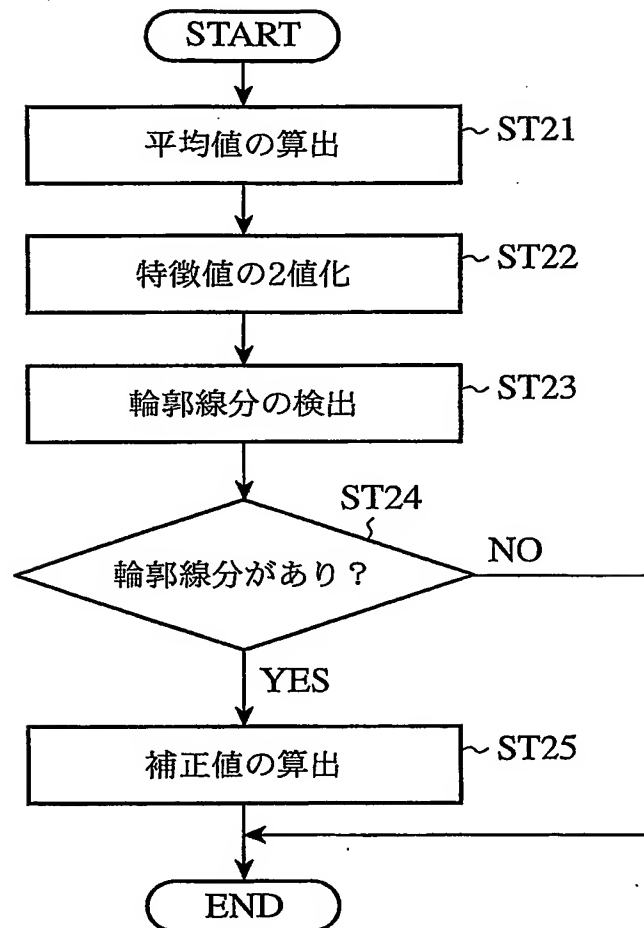 START
平均値の算出
ST21
特徴値の2値化
ST22
輪郭線分の検出
ST23
ST24
輪郭線分があり？
NO
YES
補正値の算出
ST25
END